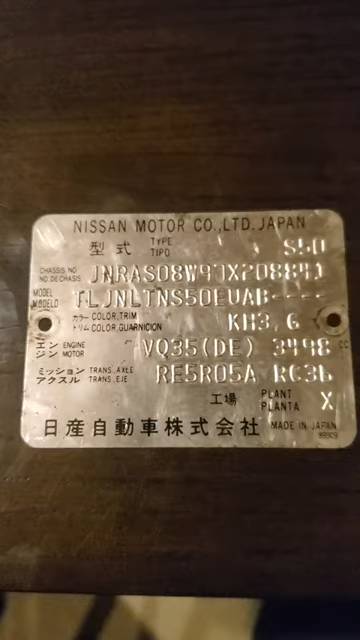 NISSAN MOTOR CO., LTD. JAPAN
型式 TYPE TIPO S50
CHASSIS NO NO. DE CHASIS JNRAS08W97X208841
MODEL MODELO TLJNLTNS50EUAB----
カラー トリム COLOR, TRIM COLOR, GUARNICION KH3, G
エンジン ENGINE MOTOR VQ35(DE) 3498 CC
ミッション アクスル TRANS. AXLE TRANS. EJE RE5R05A RC36
工場 PLANT PLANTA X
日産自動車株式会社 MADE IN JAPAN